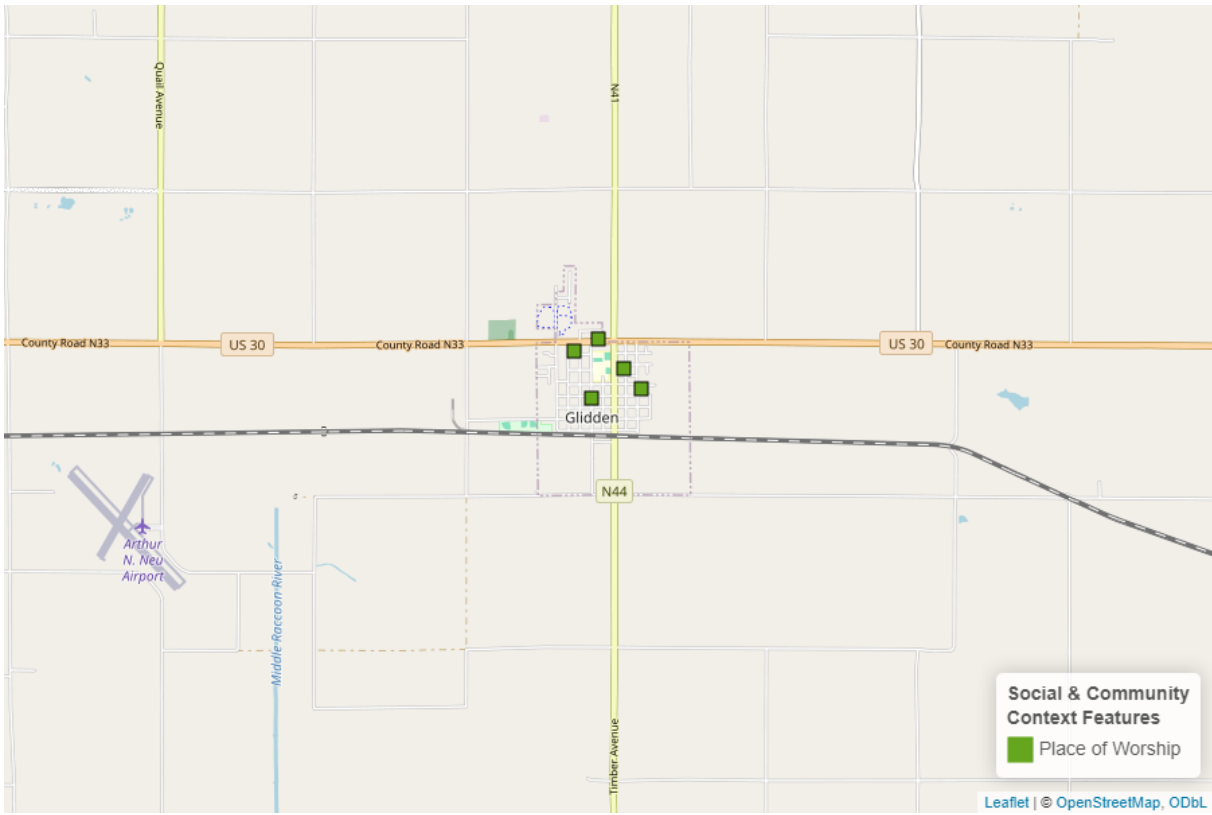 Quail Avenue
N41
County Road N33
US 30
County Road N33
US 30
County Road N33
Glidden
N44
Arthur
N. Neu
Airport
Middle Raccoon River
Timber Avenue
Social & Community
Context Features
Place of Worship
Leaflet | © OpenStreetMap, ODbL